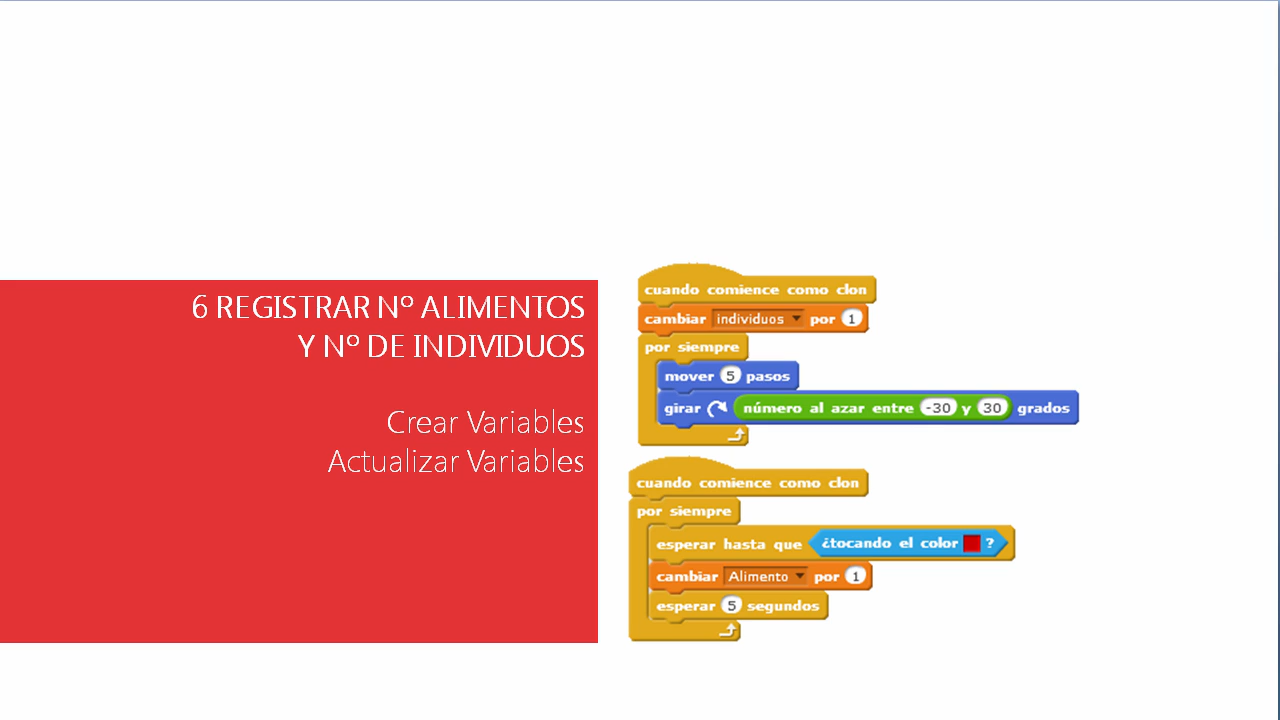 6 REGISTRAR Nº ALIMENTOS
Y Nº DE INDIVIDUOS
Crear Variables
Actualizar Variables
cuando comience como clon
cambiar individuos por 1
por siempre
mover 5 pasos
girar número al azar entre -30 y 30 grados
cuando comience como clon
por siempre
esperar hasta que ¿tocando el color ?
cambiar Alimento por 1
esperar 5 segundos